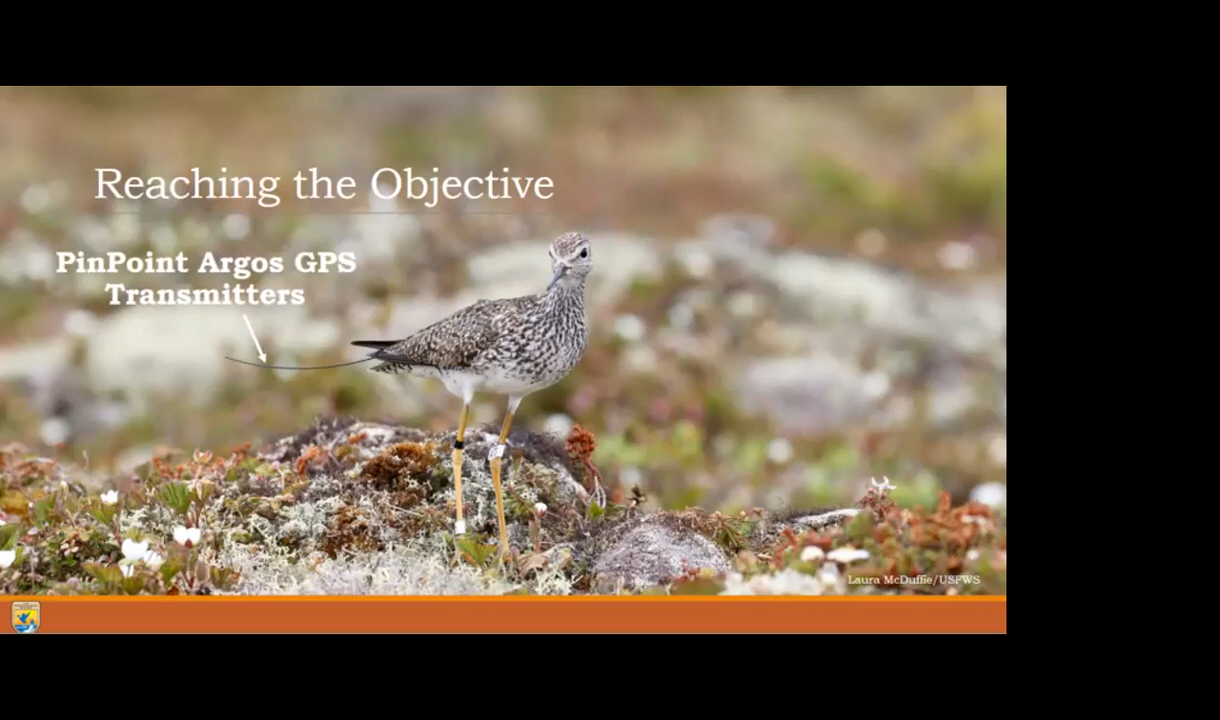 Reaching the Objective
PinPoint Argos GPS
Transmitters
Laura McDuffie/USFWS